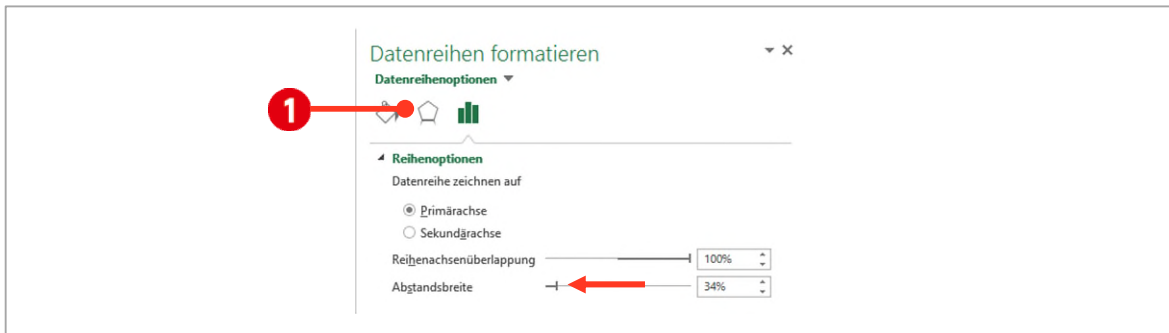 Datenreihen formatieren
Datenreihenoptionen
1
Reihenoptionen
Datenreihe zeichnen auf
Primärachse
Sekundärachse
Reihenachsenüberlappung 100%
Abstandsbreite 34%